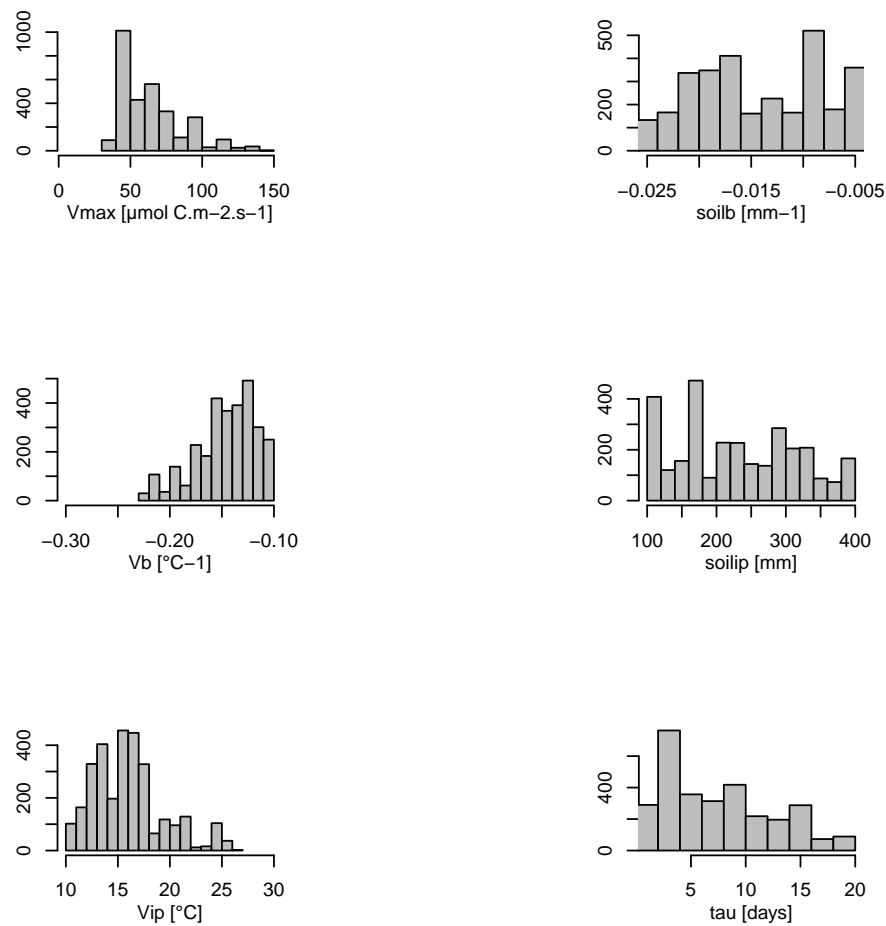 1000
400
0
0 50 100 150
Vmax [µmol C.m−2.s−1]
500
200
0
−0.025 −0.015 −0.005
soilb [mm−1]
400
200
0
−0.30 −0.20 −0.10
Vb [°C−1]
400
200
0
100 200 300 400
soilip [mm]
400
200
0
10 15 20 25 30
Vip [°C]
400
0
5 10 15 20
tau [days]